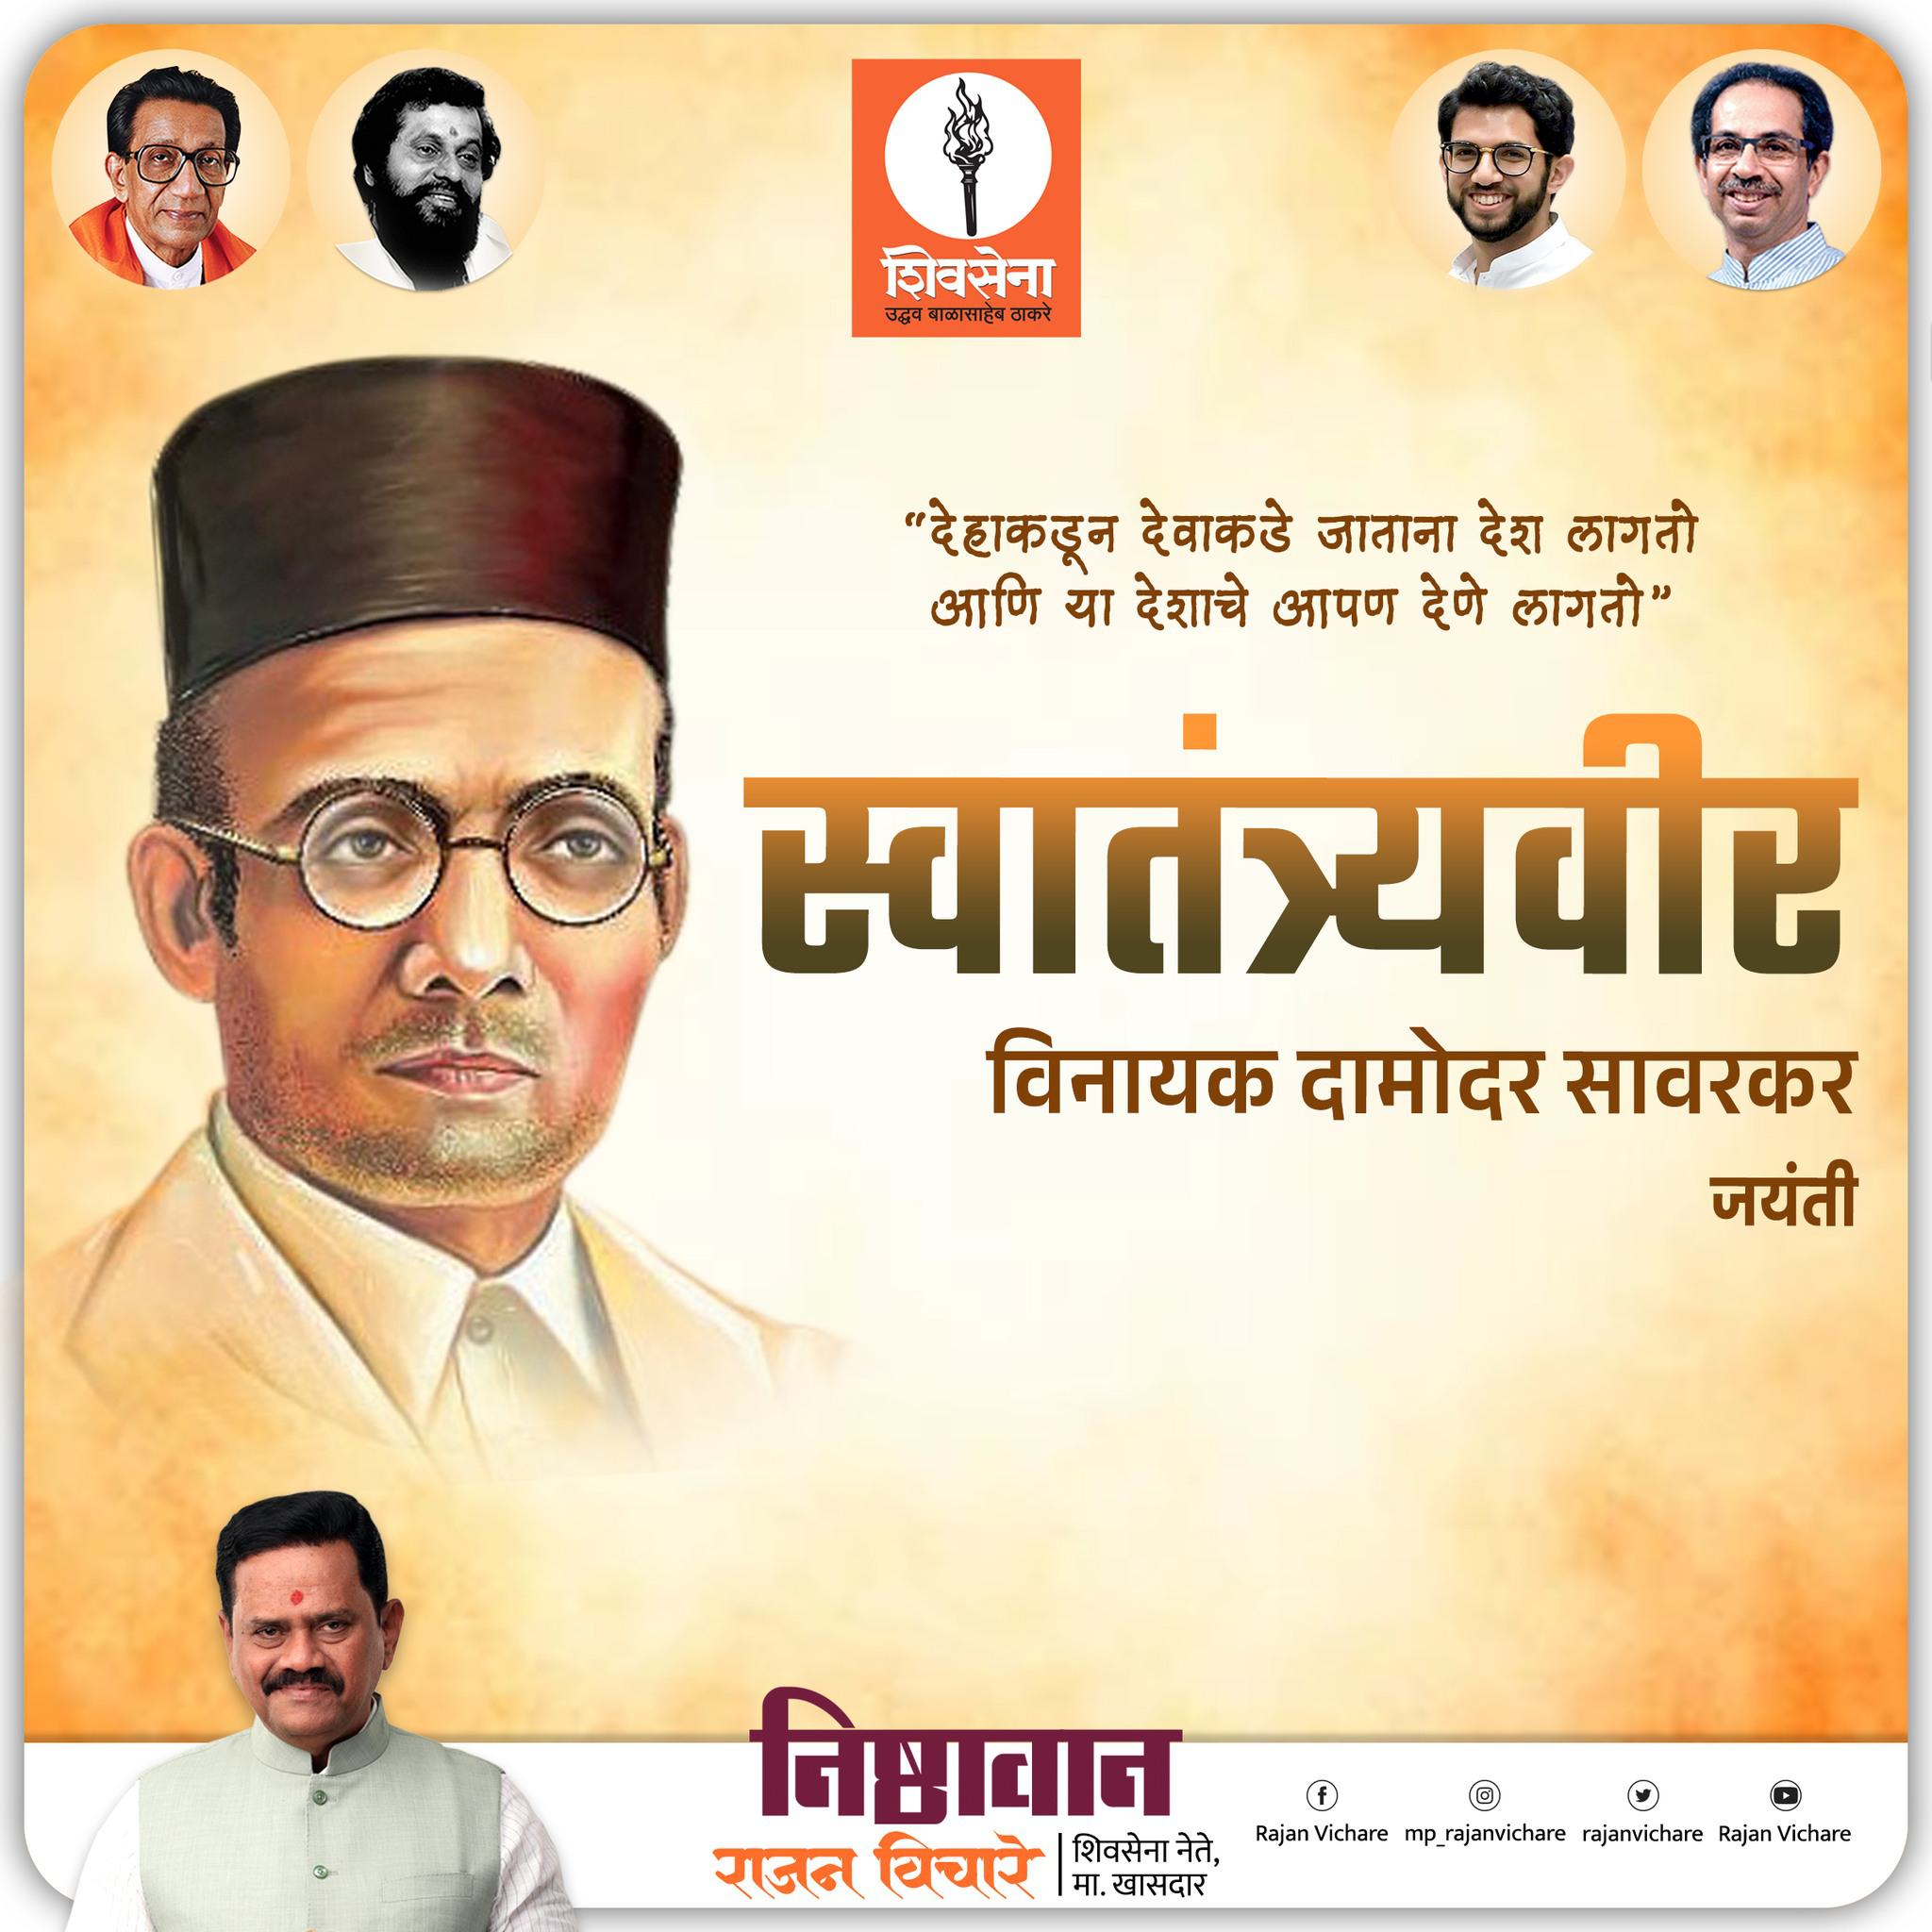 शिवसेना
उद्धव बाळासाहेब ठाकरे
“देहाकडून देवाकडे जाताना देश लागतो
आणि या देशाचे आपण देणे लागतो”
स्वातंत्र्यवीर
विनायक दामोदर सावरकर
जयंती
निष्ठावान
राजन विचारे
शिवसेना नेते,
मा. खासदार
Rajan Vichare mp_rajanvichare rajanvichare Rajan Vichare